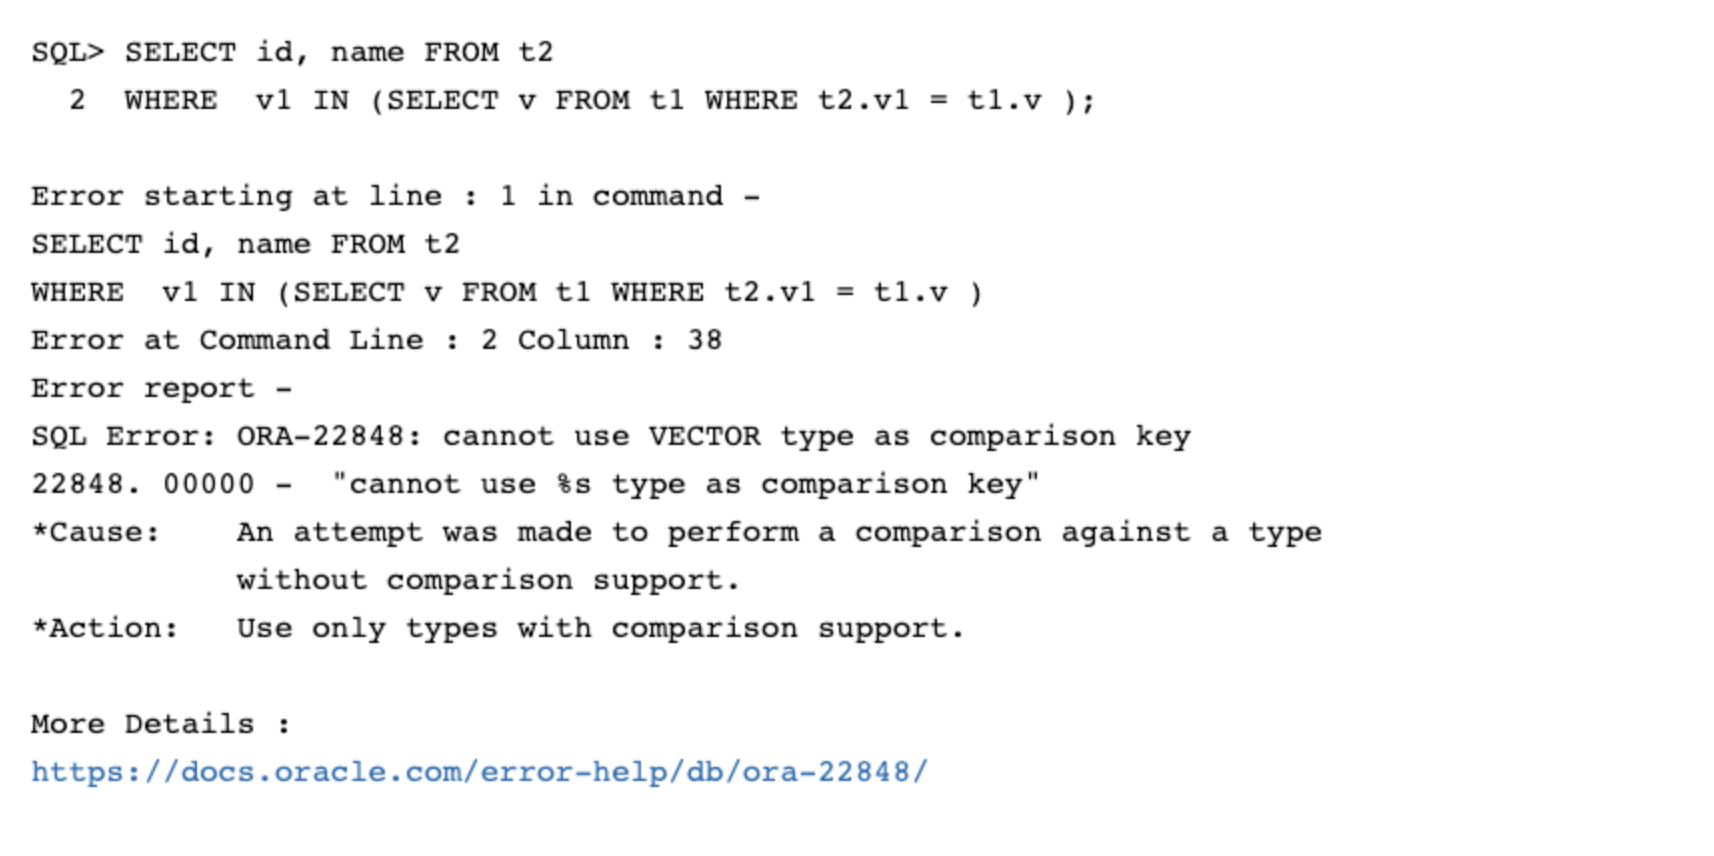 SQL> SELECT id, name FROM t2
  2  WHERE  v1 IN (SELECT v FROM t1 WHERE t2.v1 = t1.v );
Error starting at line : 1 in command -
SELECT id, name FROM t2
WHERE  v1 IN (SELECT v FROM t1 WHERE t2.v1 = t1.v )
Error at Command Line : 2 Column : 38
Error report -
SQL Error: ORA-22848: cannot use VECTOR type as comparison key
22848. 00000 -  "cannot use %s type as comparison key"
*Cause:    An attempt was made to perform a comparison against a type
           without comparison support.
*Action:   Use only types with comparison support.
More Details :
https://docs.oracle.com/error-help/db/ora-22848/